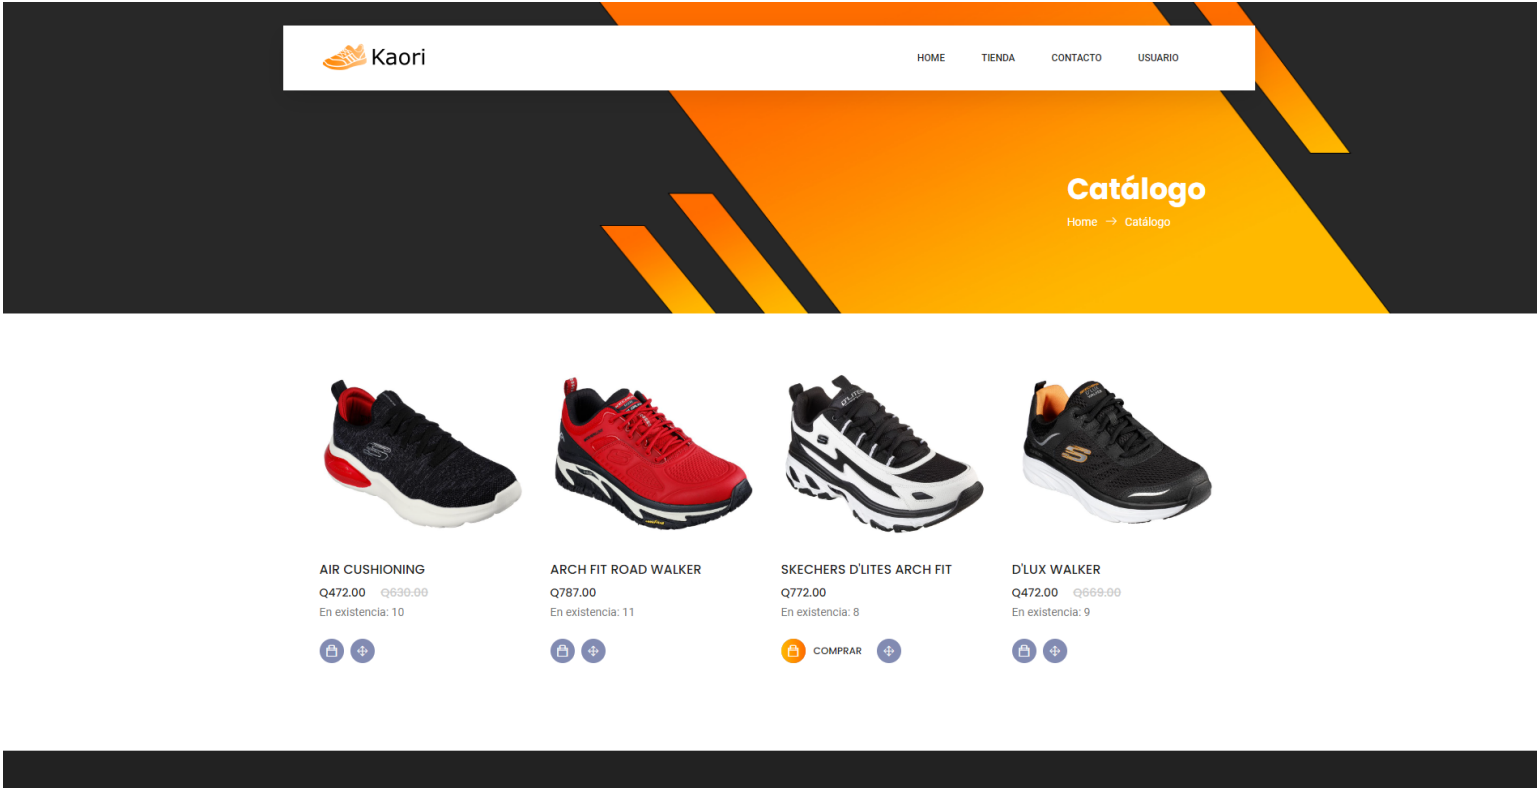 Kaori
HOME TIENDA CONTACTO USUARIO
Catálogo
Home → Catálogo
D'LITES
AIR CUSHIONING
Q472.00 Q630.00
En existencia: 10
ARCH FIT ROAD WALKER
Q787.00
En existencia: 11
SKECHERS D'LITES ARCH FIT
Q772.00
En existencia: 8
COMPRAR
D'LUX WALKER
Q472.00 Q669.00
En existencia: 9